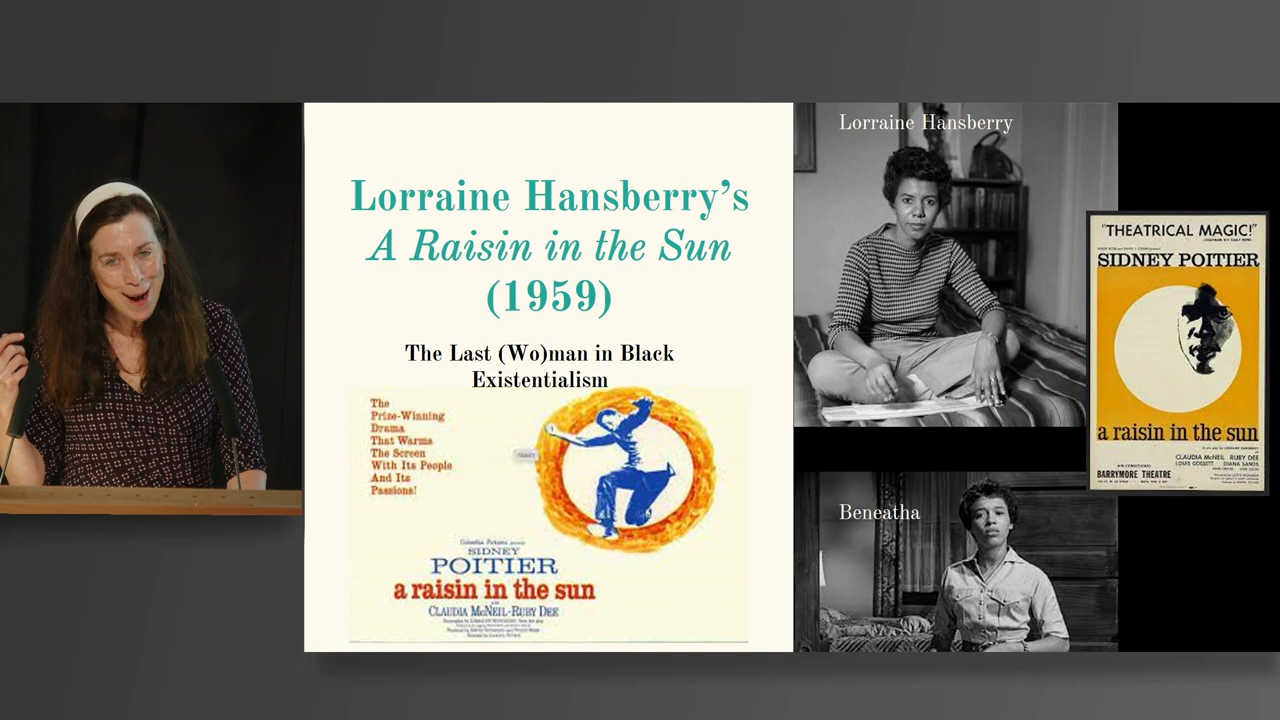 Lorraine Hansberry's
A Raisin in the Sun
(1959)
The Last (Wo)man in Black
Existentialism
The
Prize-Winning
Drama
That Warms
The Screen
With Its People
And Its
Passions!
Columbia Pictures presents
SIDNEY
POITIER
a raisin in the sun
CLAUDIA McNEIL · RUBY DEE
Lorraine Hansberry
"THEATRICAL MAGIC!"
SIDNEY POITIER
a raisin in the sun
CLAUDIA McNEIL RUBY DEE
LOUIS GOSSETT DIANA SANDS
BARRYMORE THEATRE
Beneatha